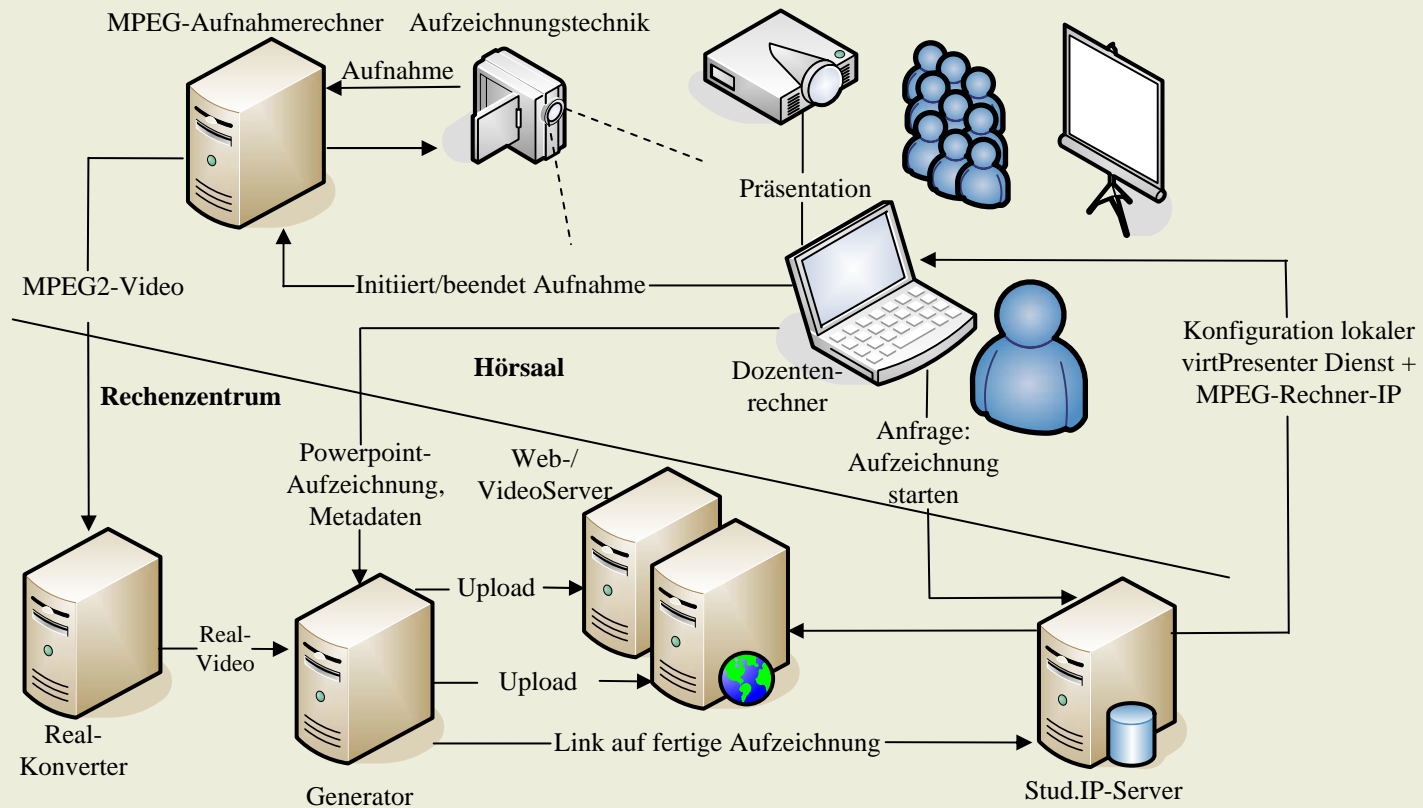 MPEG-Aufnahmerechner
Aufzeichnungstechnik
Aufnahme
Präsentation
MPEG2-Video
Initiiert/beendet Aufnahme
Konfiguration lokaler
virtPresenter Dienst +
MPEG-Rechner-IP
Hörsaal
Rechenzentrum
Dozenten-
rechner
Anfrage:
Aufzeichnung
starten
Powerpoint-
Aufzeichnung,
Metadaten
Web-/
VideoServer
Upload
Real-
Video
Upload
Link auf fertige Aufzeichnung
Real-
Konverter
Generator
Stud.IP-Server